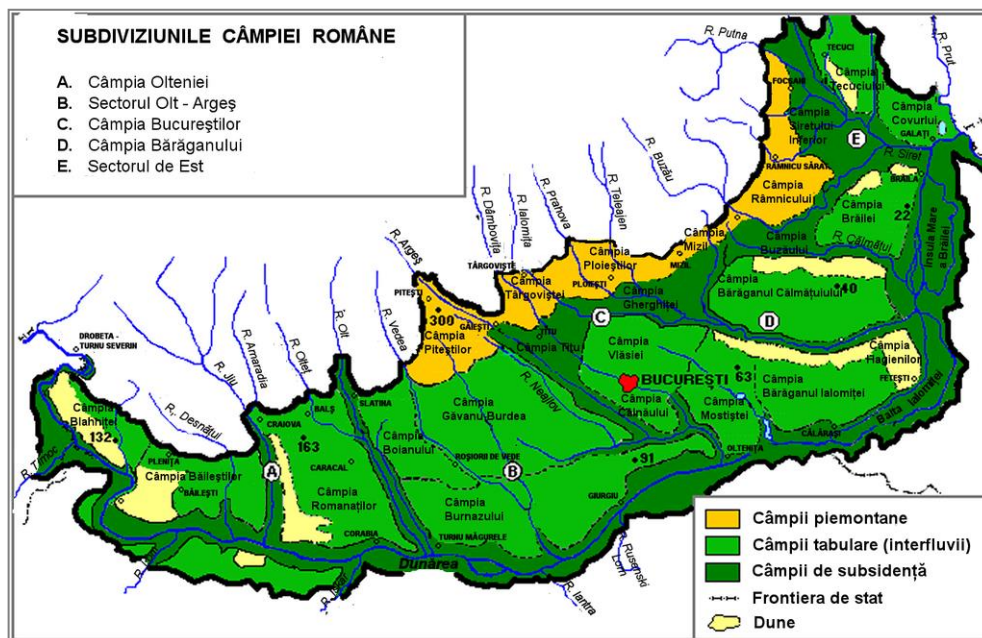 SUBDIVIZIUNILE CÂMPIEI ROMÂNE
A. Câmpia Olteniei
B. Sectorul Olt - Argeş
C. Câmpia Bucureştilor
D. Câmpia Bărăganului
E. Sectorul de Est
R. Putna
TECUCI
R. Prut
Câmpia
Tecuciului
FOCŞANI
Câmpia
Covurlui
GALAŢI
Câmpia
Siretului
Inferior
E
R. Siret
RÂMNICU SĂRAT
R. Buzău
BRĂILA
Câmpia
Râmnicului
Câmpia
Brăilei
22
R. Călmăţui
Insula Mare
a Brăilei
Câmpia
Buzăului
R. Teleajen
R. Prahova
R. Ialomiţa
R. Dâmboviţa
R. Argeş
Câmpia
Mizil
MIZIL
Câmpia
Ploieştilor
PLOIEŞTI
TÂRGOVIŞTE
Câmpia
Târgoviştei
Câmpia
Gherghiţei
Câmpia
Bărăganul Călmăţuiului
40
PITEŞTI
300
GĂIEŞTI
Câmpia
Piteştilor
TITU
Câmpia Titu
C
D
Câmpia
Vlăsiei
Câmpia
Hagienilor
FETEŞTI
63
Câmpia
Bărăganul Ialomiţei
BUCUREŞTI
Câmpia
Câlnăului
Câmpia
Mostiştei
Balta Ialomiţei
CĂLĂRAŞI
OLTENIŢA
R. Vedea
R. Olt
R. Olteţ
R. Amaradia
R. Jiu
R. Desnăţui
DROBETA -
TURNU SEVERIN
R. Neajlov
Câmpia
Găvanu Burdea
SLATINA
BALŞ
CRAIOVA
Câmpia
Blahniţei
132
R. Timoc
PLENIŢA
Câmpia Băileştilor
BĂILEŞTI
A
163
CARACAL
Câmpia
Romanaţilor
CORABIA
Câmpia
Boianului
ROŞIORII DE VEDE
B
91
GIURGIU
Câmpia
Burnazului
TURNU MĂGURELE
Dunărea
R. Iskar
R. Iantra
Rusenski
Lom
Câmpii piemontane
Câmpii tabulare (interfluvii)
Câmpii de subsidenţă
Frontiera de stat
Dune